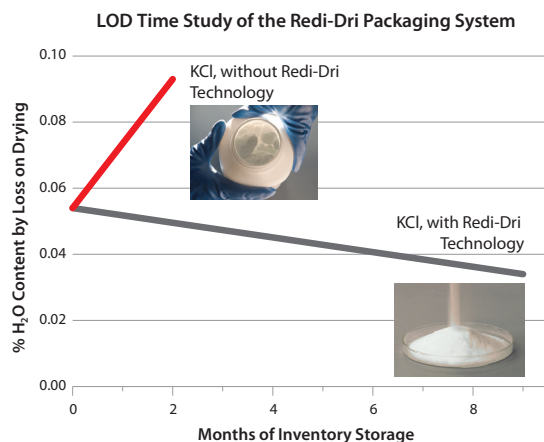 LOD Time Study of the Redi-Dri Packaging System
0.10
0.08
0.06
0.04
0.02
0.00
% H₂O Content by Loss on Drying
KCl, without Redi-Dri
Technology
KCl, with Redi-Dri
Technology
0
2
4
6
8
Months of Inventory Storage